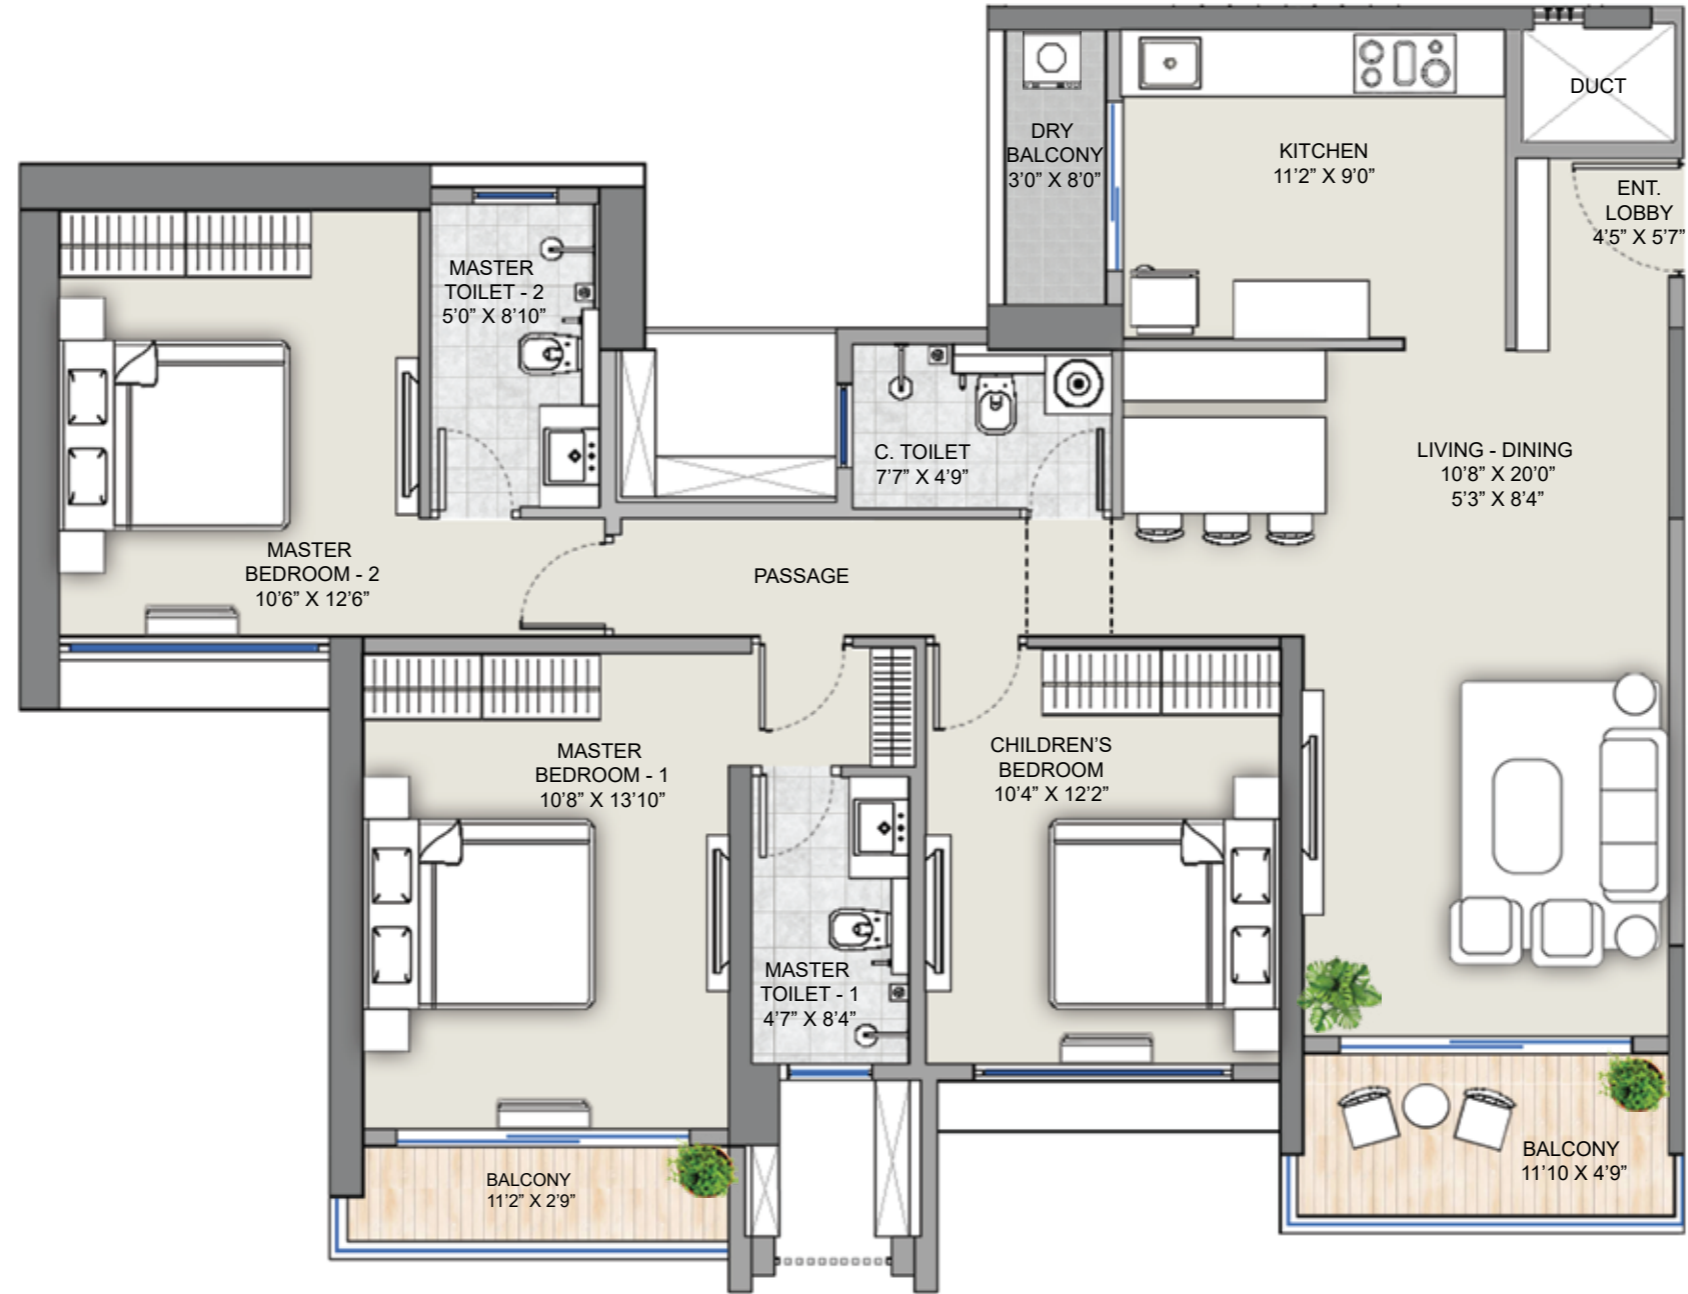 DUCT
DRY
BALCONY
3'0” X 8'0”
KITCHEN
11'2” X 9'0”
ENT.
LOBBY
4'5” X 5'7”
MASTER
TOILET - 2
5'0” X 8'10”
C. TOILET
7'7” X 4'9”
LIVING - DINING
10'8” X 20'0”
5'3” X 8'4”
MASTER
BEDROOM - 2
10'6” X 12'6”
PASSAGE
MASTER
BEDROOM - 1
10'8” X 13'10”
CHILDREN'S
BEDROOM
10'4” X 12'2”
MASTER
TOILET - 1
4'7” X 8'4”
BALCONY
11'2” X 2'9”
BALCONY
11'10 X 4'9”